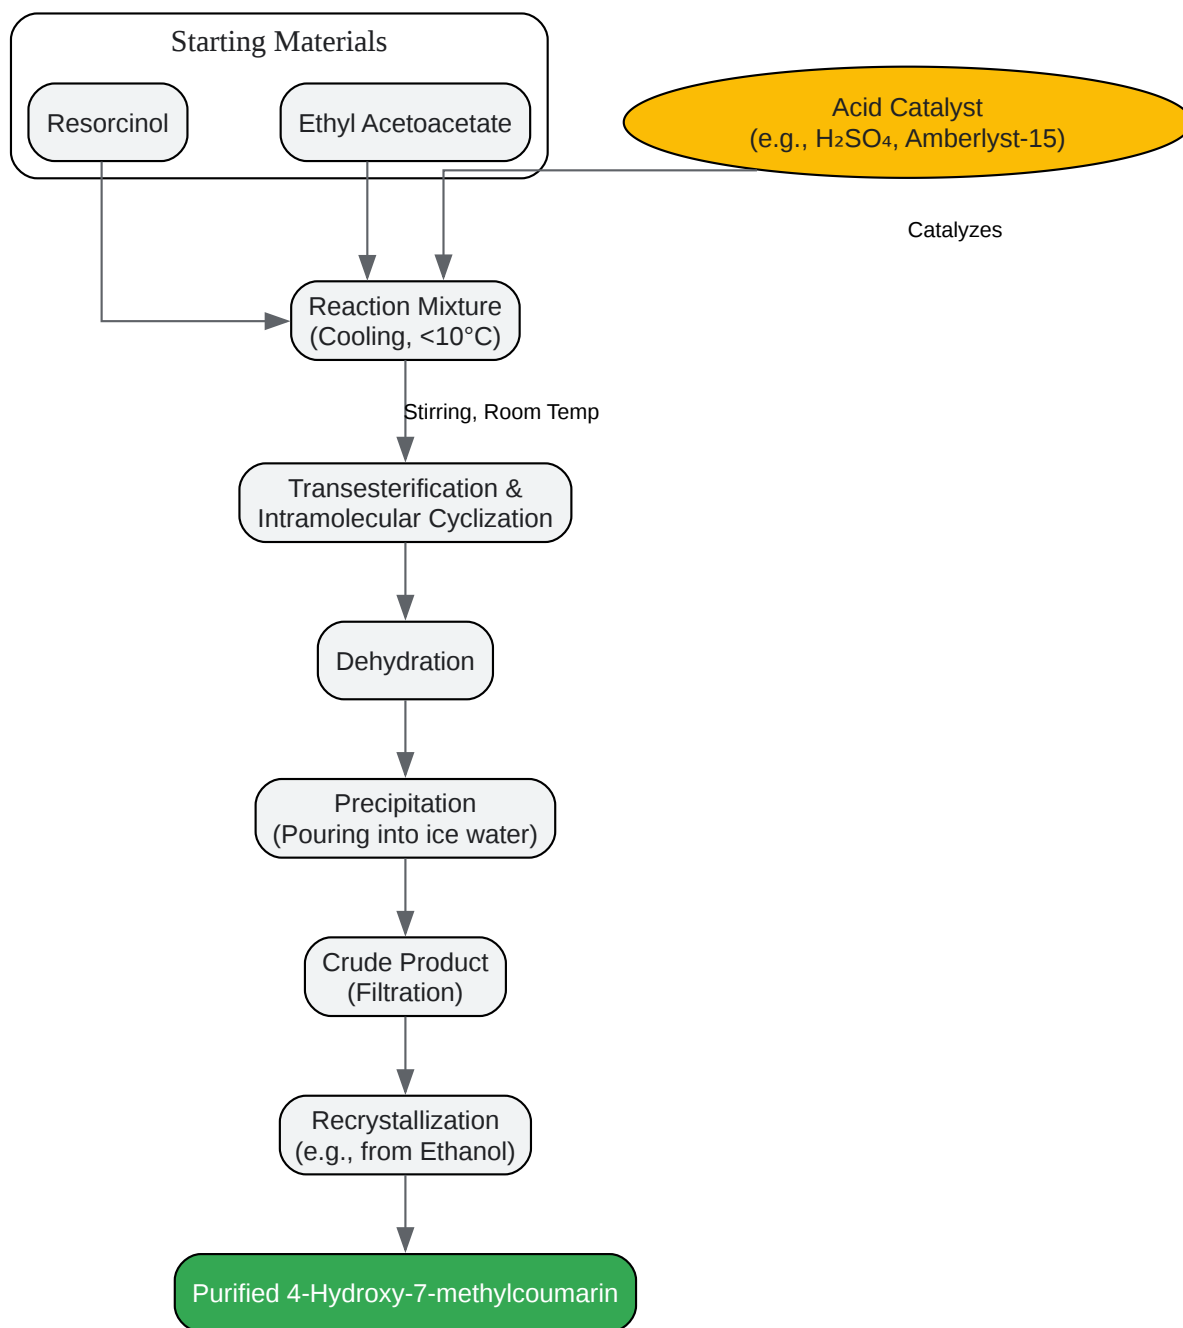 Starting Materials
Resorcinol
Ethyl Acetoacetate
Acid Catalyst
(e.g., H₂SO₄, Amberlyst-15)
Catalyzes
Reaction Mixture
(Cooling, <10°C)
Stirring, Room Temp
Transesterification &
Intramolecular Cyclization
Dehydration
Precipitation
(Pouring into ice water)
Crude Product
(Filtration)
Recrystallization
(e.g., from Ethanol)
Purified 4-Hydroxy-7-methylcoumarin